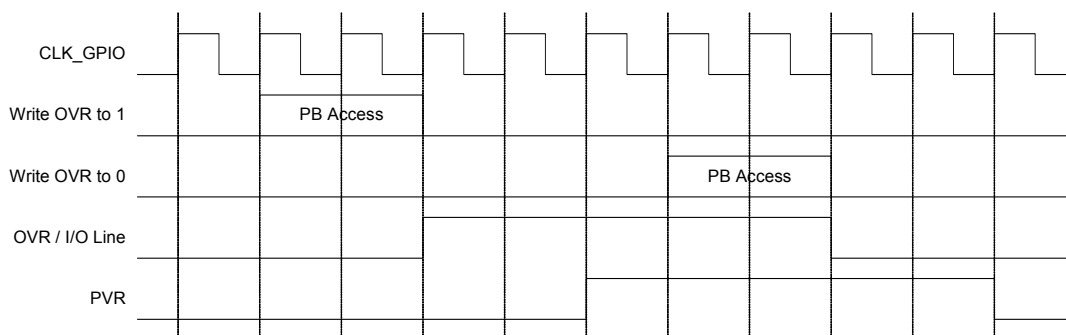 CLK_GPIO
Write OVR to 1
PB Access
Write OVR to 0
PB Access
OVR / I/O Line
PVR